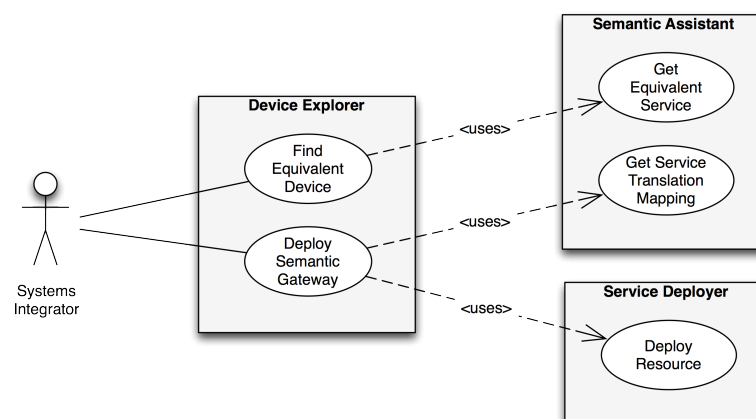 Semantic Assistant
Get
Equivalent
Service
Device Explorer
<uses>
Find
Equivalent
Device
Get Service
Translation
Mapping
<uses>
Deploy
Semantic
Gateway
Systems
Integrator
Service Deployer
<uses>
Deploy
Resource